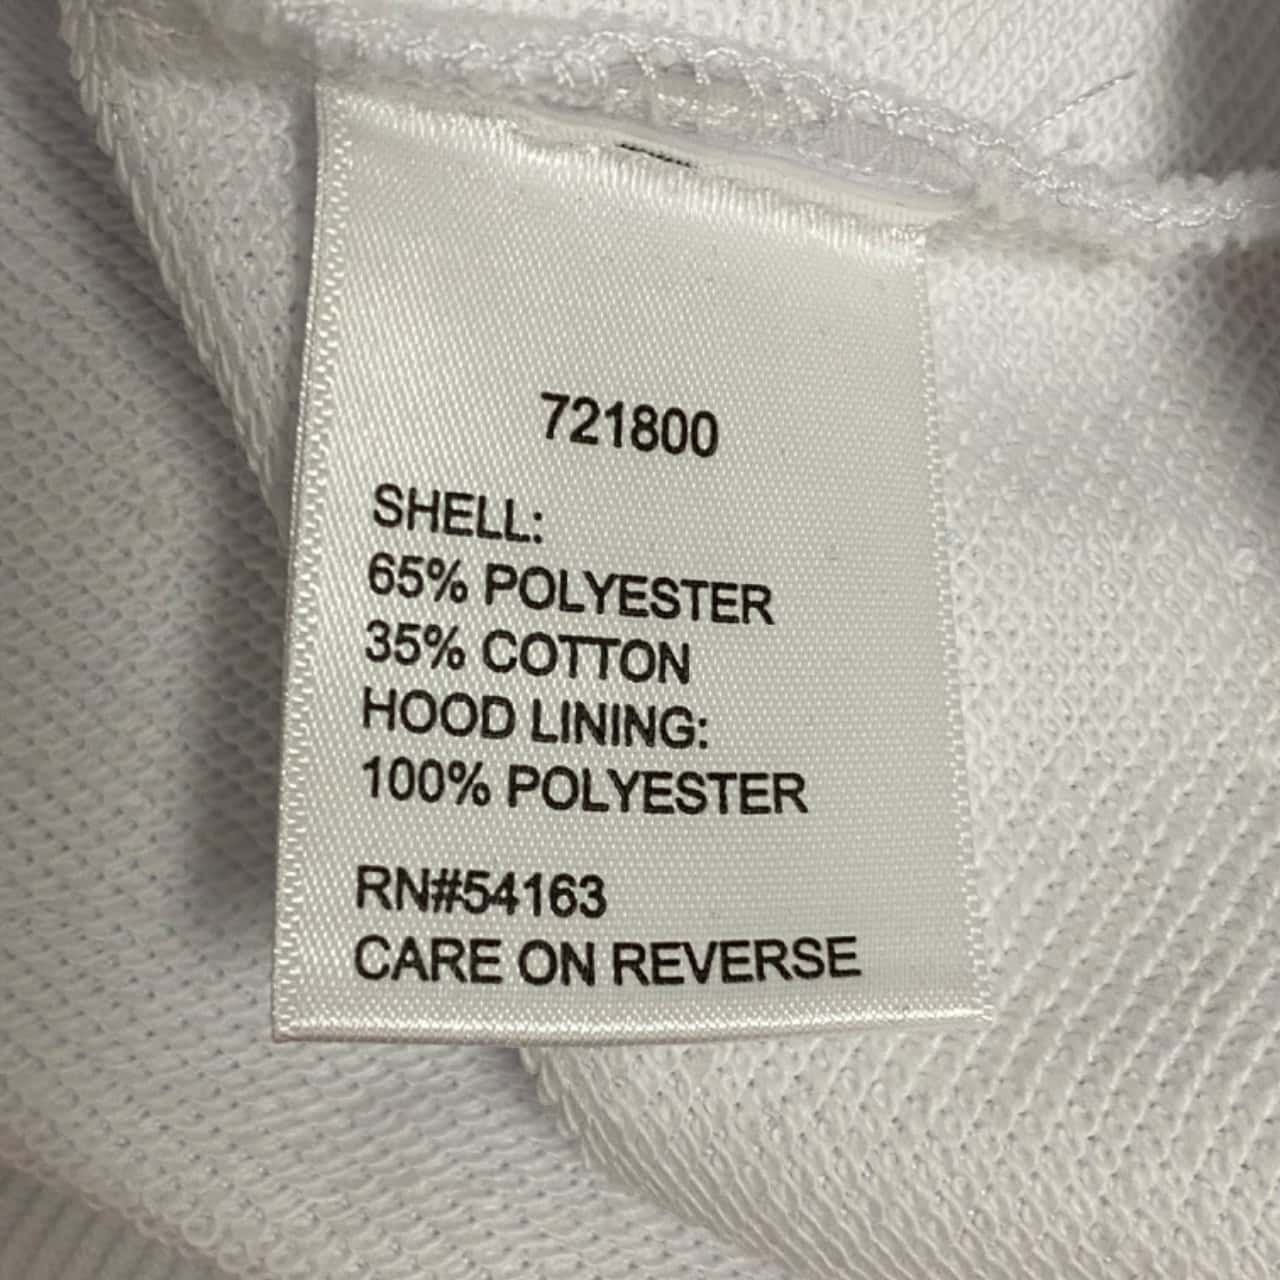 721800
SHELL:
65% POLYESTER
35% COTTON
HOOD LINING:
100% POLYESTER
RN#54163
CARE ON REVERSE